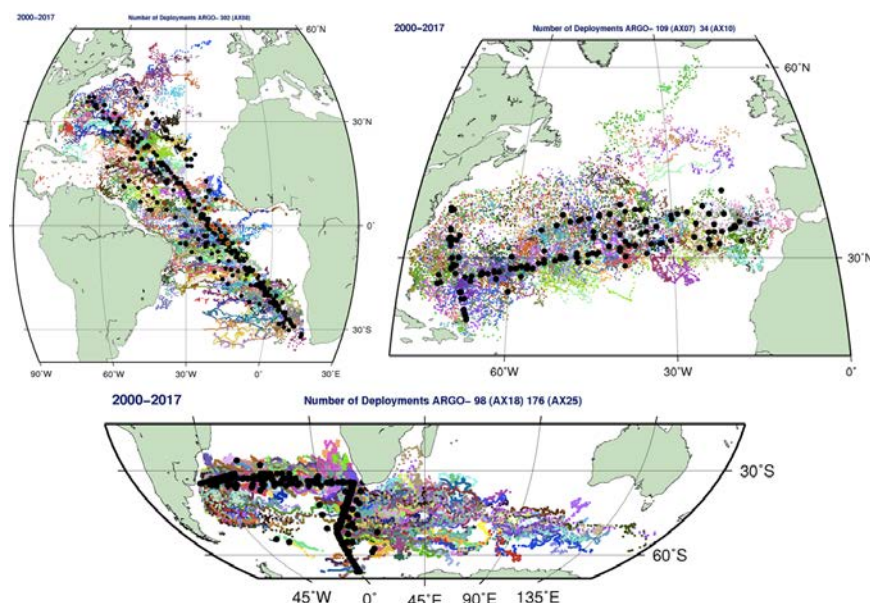 2000−2017 Number of Deployments ARGO− 302 (AX08)
60˚N
30˚N
0˚
30˚S
90˚W 60˚W 30˚W 0˚ 30˚E
2000−2017 Number of Deployments ARGO− 109 (AX07) 34 (AX10)
60˚N
30˚N
60˚W 30˚W 0˚
2000−2017 Number of Deployments ARGO− 98 (AX18) 176 (AX25)
30˚S
60˚S
45˚W 0˚ 45˚E 90˚E 135˚E